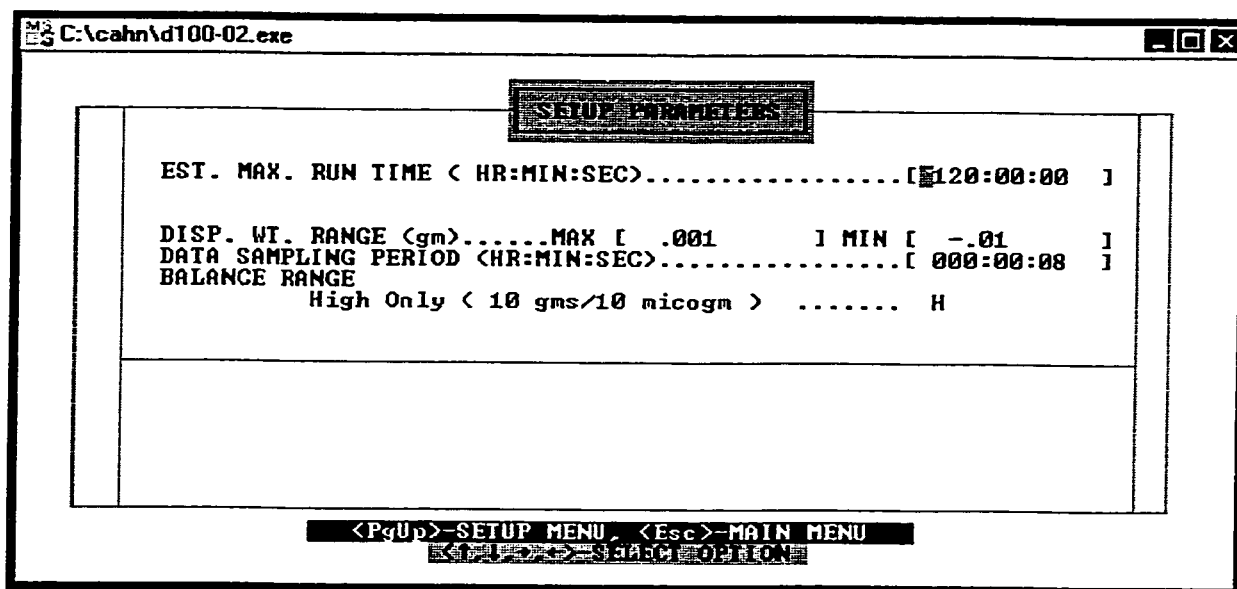 C:\cahn\d100-02.exe
SETUP PARAMETERS
EST. MAX. RUN TIME < HR:MIN:SEC>..................[ 120:00:00 ]
DISP. WT. RANGE <gm>......MAX [ .001 ] MIN [ -.01 ]
DATA SAMPLING PERIOD <HR:MIN:SEC>.................[ 000:00:08 ]
BALANCE RANGE
High Only < 10 gms/10 micogm > ....... H
<PgUp>-SETUP MENU, <Esc>-MAIN MENU
<↑,↓,→,←>-SELECT OPTION